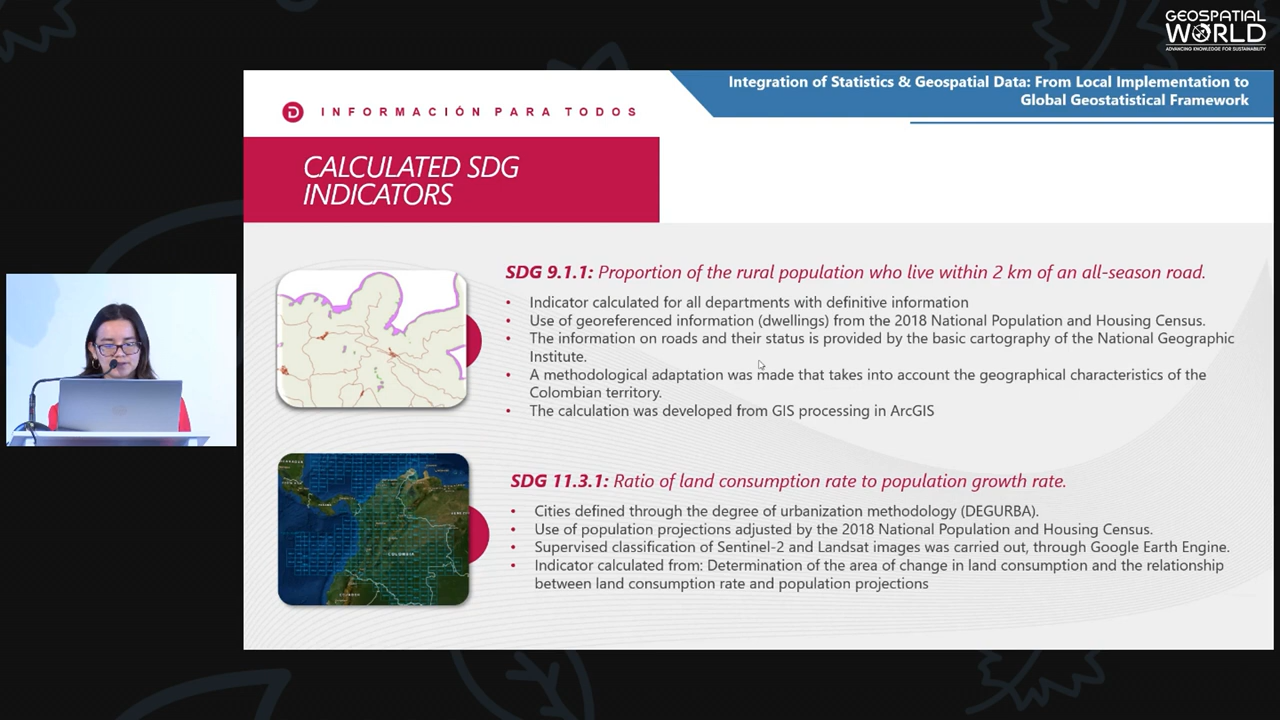 GEOSPATIAL
WORLD
ADVANCING KNOWLEDGE FOR SUSTAINABILITY
Integration of Statistics & Geospatial Data: From Local Implementation to
Global Geostatistical Framework
INFORMACIÓN PARA TODOS
CALCULATED SDG
INDICATORS
SDG 9.1.1: Proportion of the rural population who live within 2 km of an all-season road.
• Indicator calculated for all departments with definitive information
• Use of georeferenced information (dwellings) from the 2018 National Population and Housing Census.
• The information on roads and their status is provided by the basic cartography of the National Geographic
Institute.
• A methodological adaptation was made that takes into account the geographical characteristics of the
Colombian territory.
• The calculation was developed from GIS processing in ArcGIS
SDG 11.3.1: Ratio of land consumption rate to population growth rate.
• Cities defined through the degree of urbanization methodology (DEGURBA).
• Use of population projections adjusted by the 2018 National Population and Housing Census.
• Supervised classification of Sentinel-2 and Landsat images was carried out, through Google Earth Engine.
• Indicator calculated from: Determination of the area of change in land consumption and the relationship
between land consumption rate and population projections
COLOMBIA